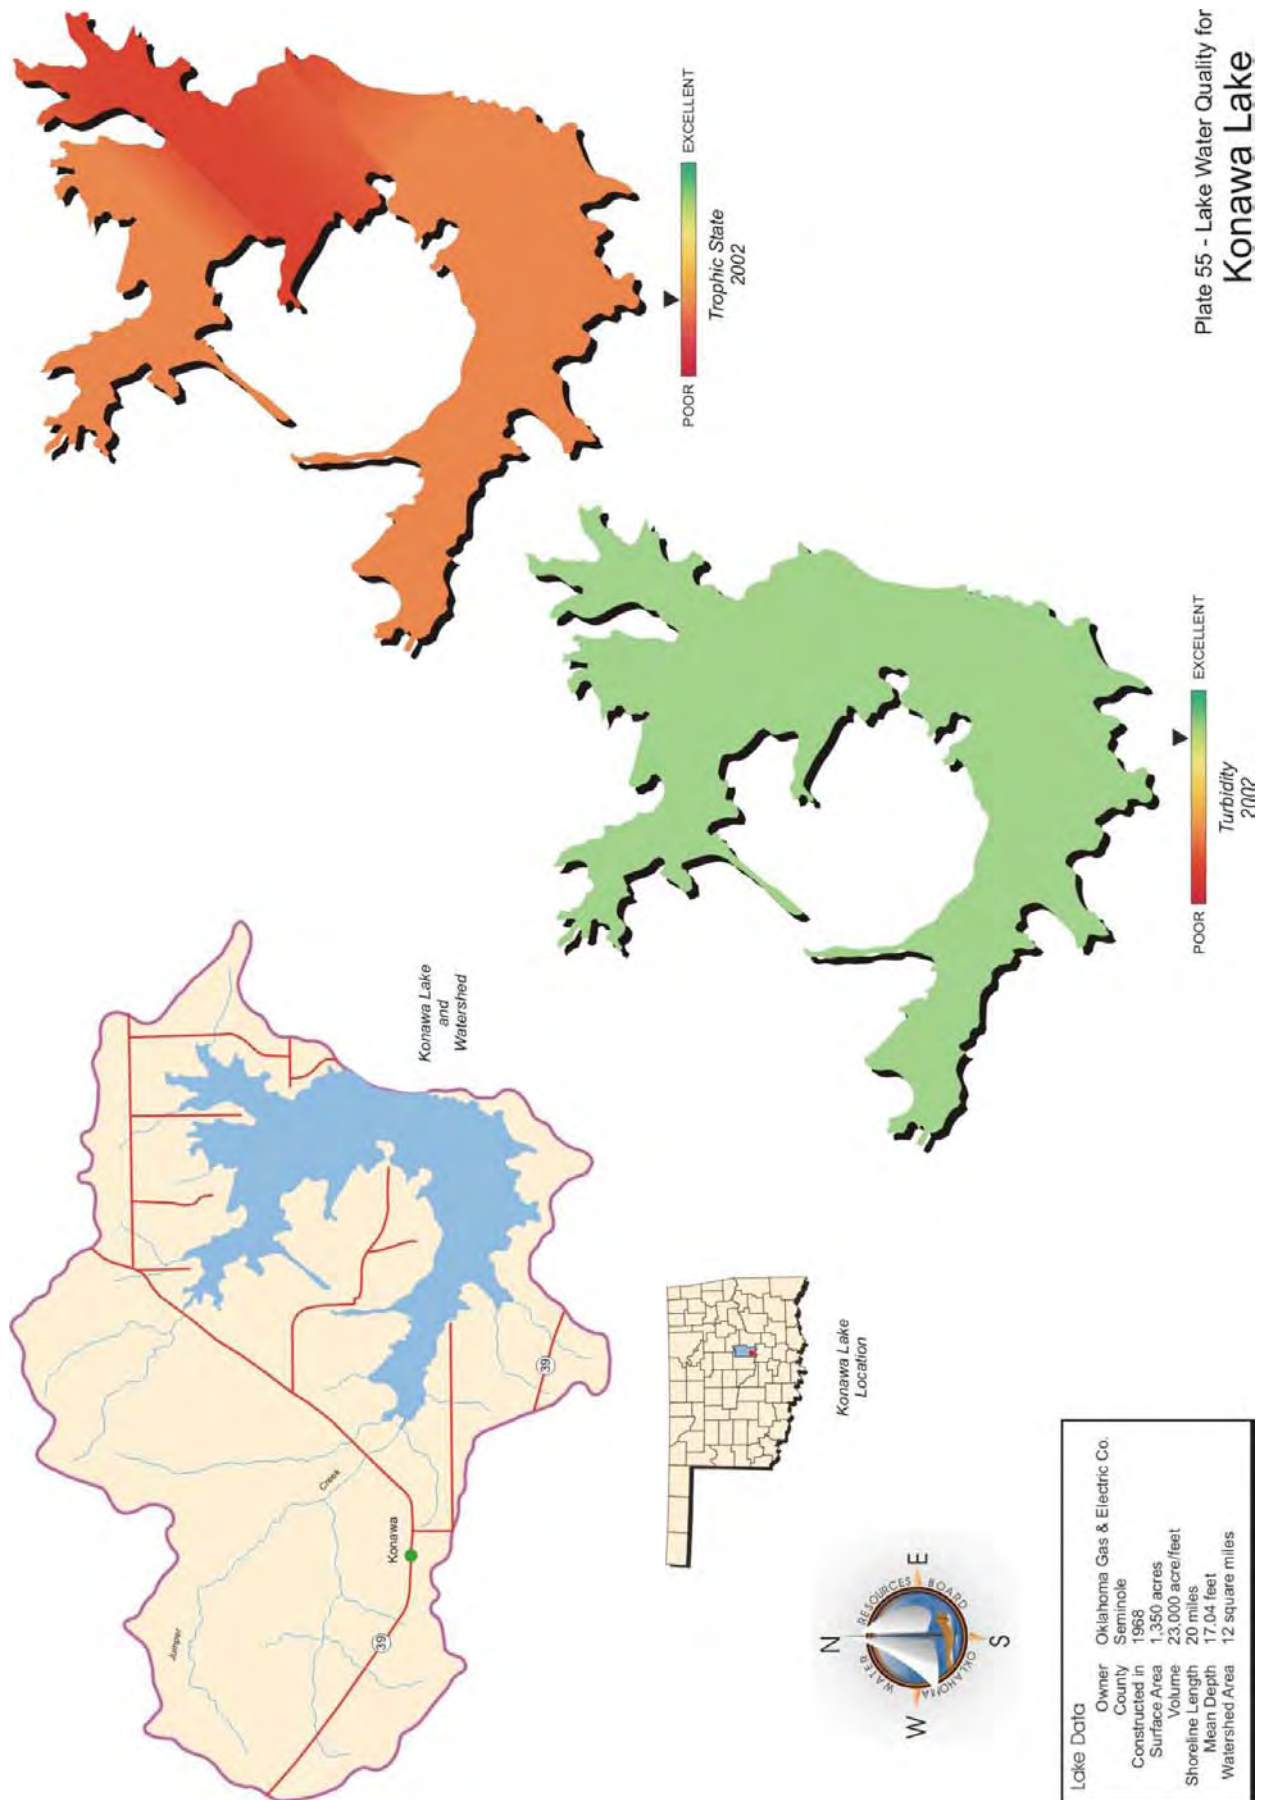 Plate 55 - Lake Water Quality for
Konawa Lake
POOR
EXCELLENT
Trophic State
2002
POOR
EXCELLENT
Turbidity
2002
Konawa Lake
and
Watershed
Jumper
Creek
Konawa
39
39
Konawa Lake
Location
N
W
E
S
OKLAHOMA WATER RESOURCES BOARD
Lake Data
Owner Oklahoma Gas & Electric Co.
County Seminole
Constructed in 1968
Surface Area 1,350 acres
Volume 23,000 acre/feet
Shoreline Length 20 miles
Mean Depth 17.04 feet
Watershed Area 12 square miles